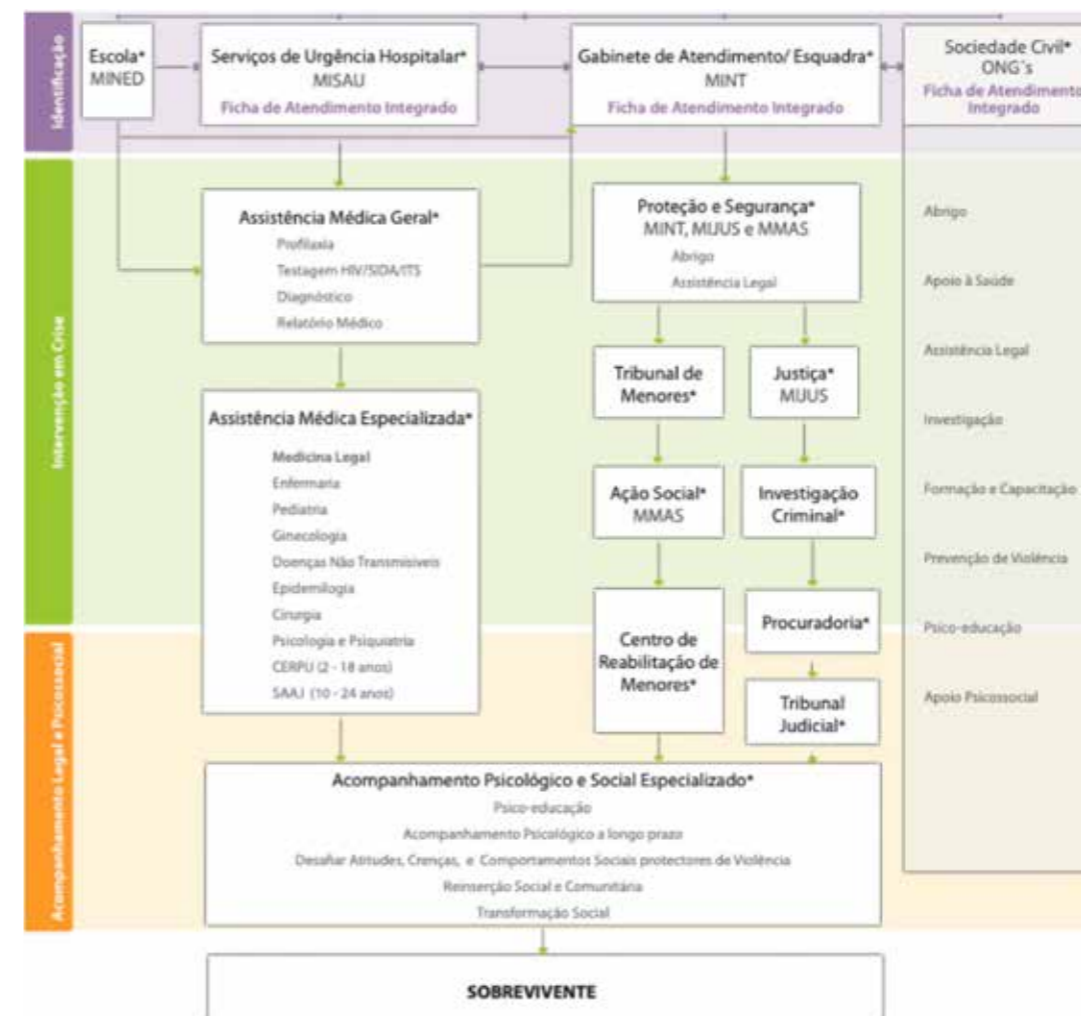 Identificação
Escola*
MINED
Serviços de Urgência Hospitalar*
MISAU
Ficha de Atendimento Integrado
Gabinete de Atendimento/ Esquadra*
MINT
Ficha de Atendimento Integrado
Sociedade Civil*
ONG´s
Ficha de Atendimento
Integrado
Intervenção em Crise
Assistência Médica Geral*
Profilaxia
Testagem HIV/SIDA/ITS
Diagnóstico
Relatório Médico
Assistência Médica Especializada*
Medicina Legal
Enfermaria
Pediatria
Ginecologia
Doenças Não Transmisiveis
Epidemilogia
Cirurgia
Psicologia e Psiquiatria
CERPIJ (2 - 18 anos)
SAAJ (10 - 24 anos)
Proteção e Segurança*
MINT, MIJUS e MMAS
Abrigo
Assistência Legal
Tribunal de
Menores*
Justiça*
MIJUS
Ação Social*
MMAS
Investigação
Criminal*
Centro de
Reabilitação de
Menores*
Procuradoria*
Tribunal
Judicial*
Abrigo
Apoio à Saúde
Assistência Legal
Investigação
Formação e Capacitação
Prevenção de Violência
Psico-educação
Apoio Psicossocial
Acompanhamento Legal e Psicossocial
Acompanhamento Psicológico e Social Especializado*
Psico-educação
Acompanhamento Psicológico a longo prazo
Desafiar Atitudes, Crenças, e Comportamentos Sociais protectores de Violência
Reinserção Social e Comunitária
Transformação Social
SOBREVIVENTE